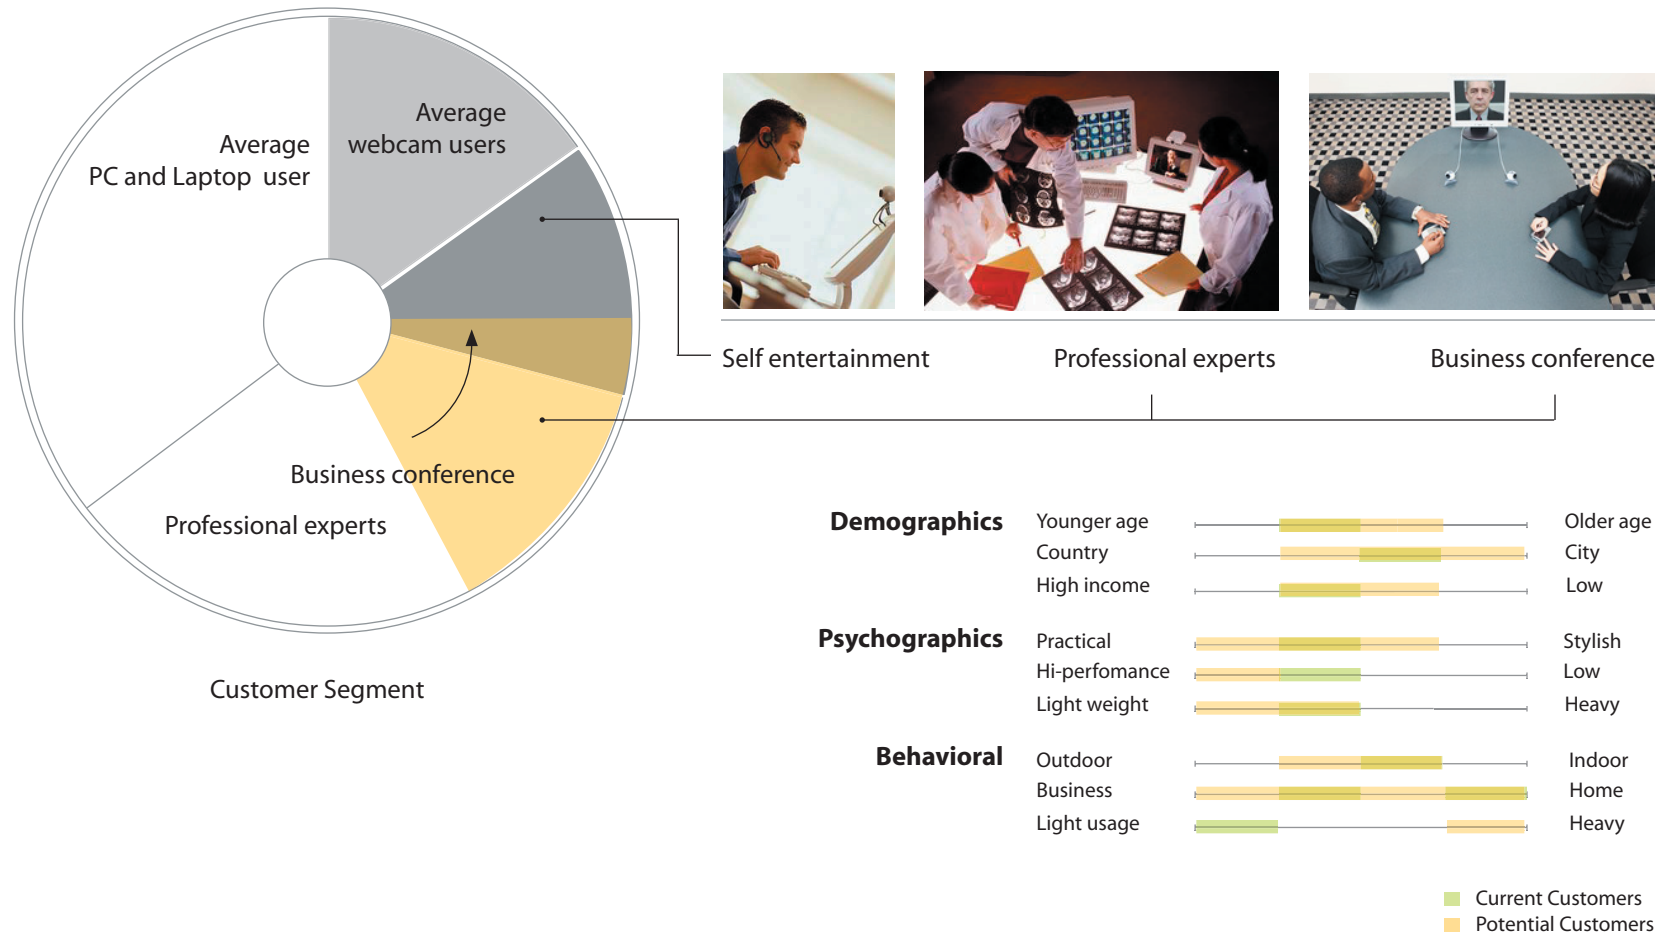 Average
PC and Laptop user
Average
webcam users
Business conference
Professional experts
Customer Segment
Self entertainment
Professional experts
Business conference
Demographics
Younger age
Older age
Country
City
High income
Low
Psychographics
Practical
Stylish
Hi-perfomance
Low
Light weight
Heavy
Behavioral
Outdoor
Indoor
Business
Home
Light usage
Heavy
Current Customers
Potential Customers